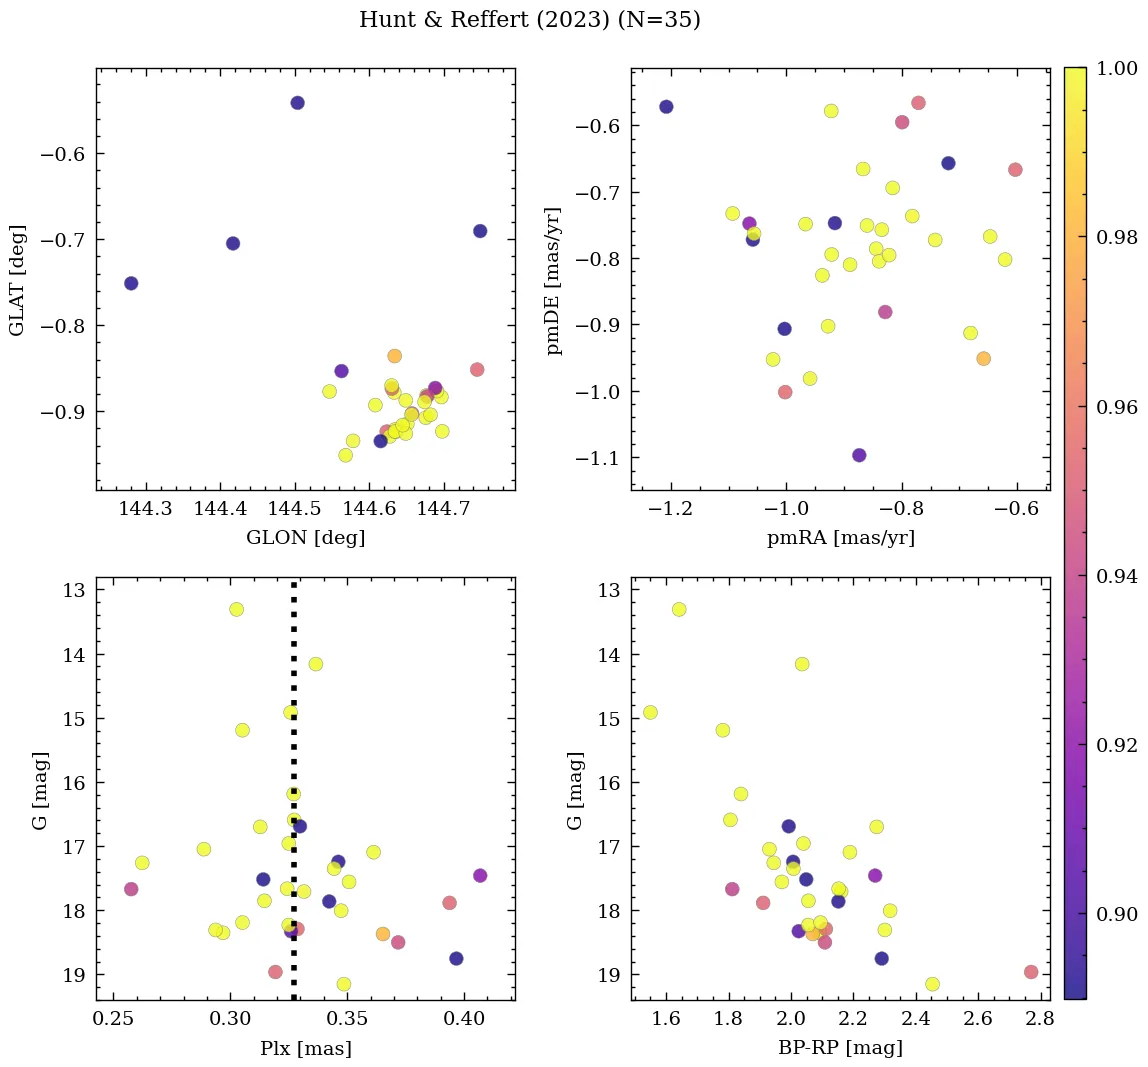 Hunt & Reffert (2023) (N=35)
−0.6
−0.7
−0.8
−0.9
GLAT [deg]
144.3 144.4 144.5 144.6 144.7
GLON [deg]
−0.6
−0.7
−0.8
−0.9
−1.0
−1.1
pmDE [mas/yr]
−1.2 −1.0 −0.8 −0.6
pmRA [mas/yr]
13
14
15
16
17
18
19
G [mag]
0.25 0.30 0.35 0.40
Plx [mas]
13
14
15
16
17
18
19
G [mag]
1.6 1.8 2.0 2.2 2.4 2.6 2.8
BP-RP [mag]
1.00
0.98
0.96
0.94
0.92
0.90